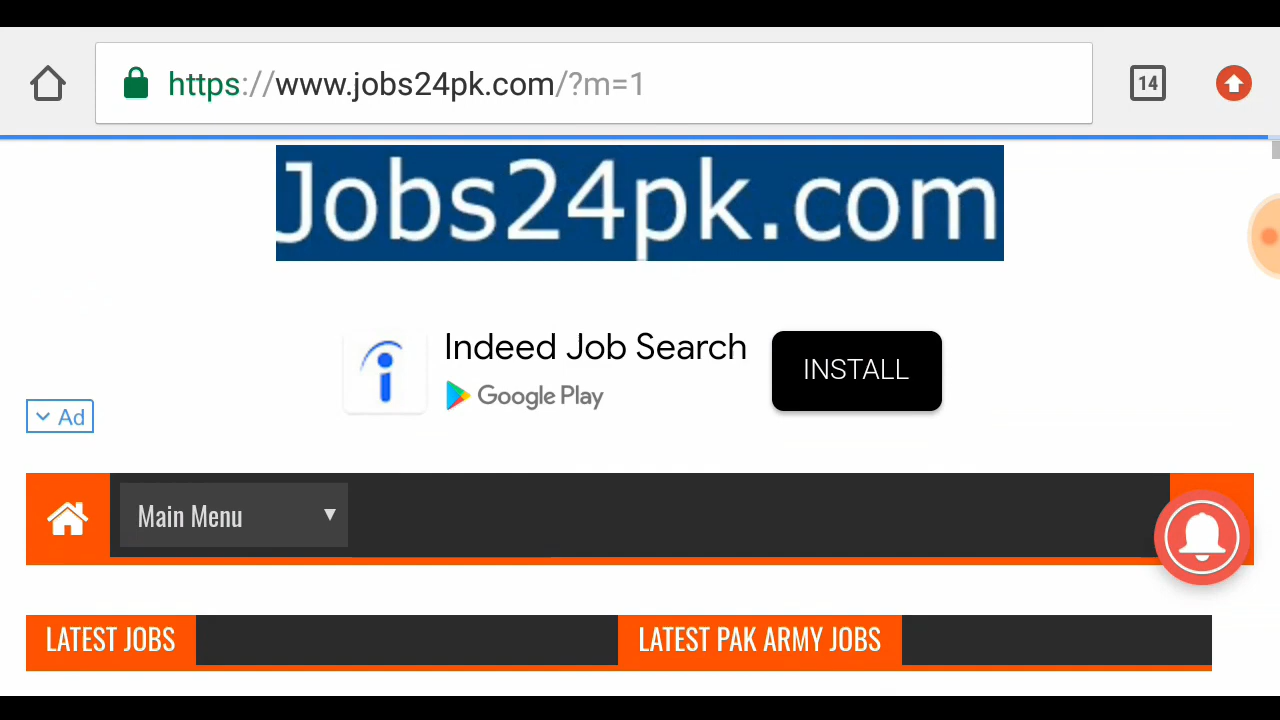 https://www.jobs24pk.com/?m=1
14
Jobs24pk.com
Indeed Job Search
Google Play
INSTALL
Ad
Main Menu
LATEST JOBS
LATEST PAK ARMY JOBS